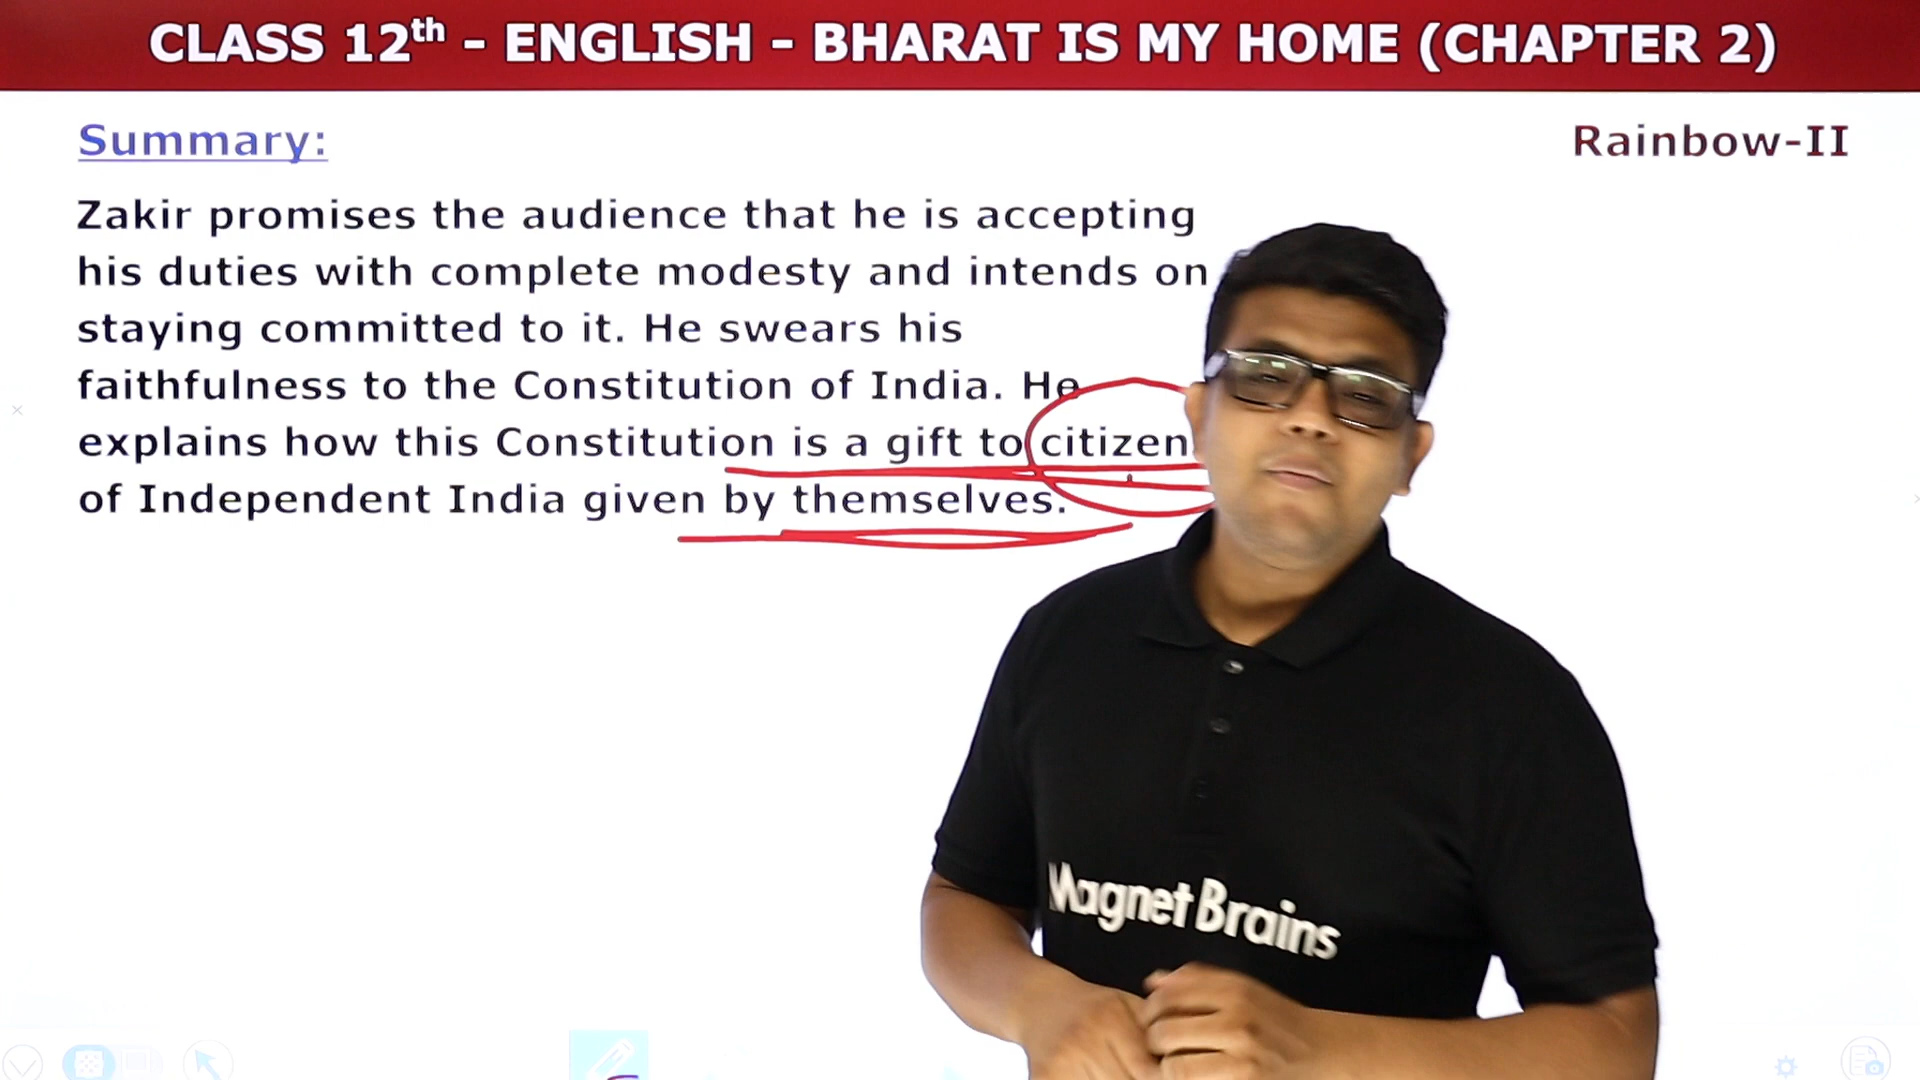 CLASS 12th - ENGLISH - BHARAT IS MY HOME (CHAPTER 2)
Summary:
Rainbow-II
Zakir promises the audience that he is accepting
his duties with complete modesty and intends on
staying committed to it. He swears his
faithfulness to the Constitution of India. He
explains how this Constitution is a gift to citizen
of Independent India given by themselves.
Magnet Brains